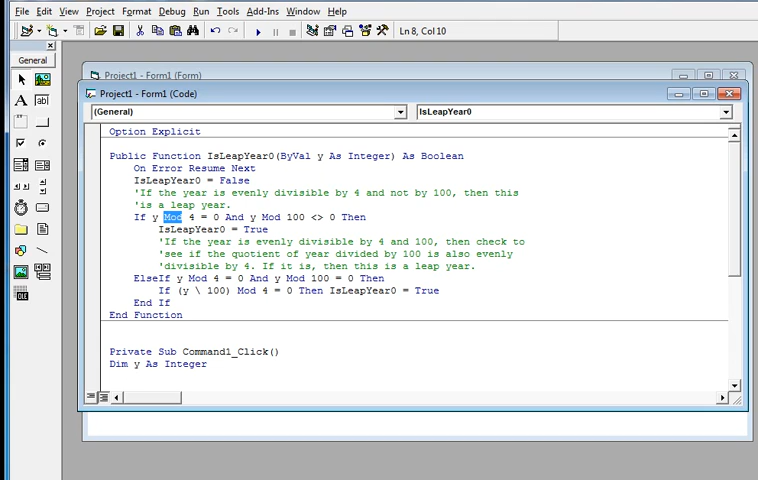 File Edit View Project Format Debug Run Tools Add-Ins Window Help
Ln 8, Col 10
General
A
ab
OLE
Project1 - Form1 (Form)
Project1 - Form1 (Code)
(General) IsLeapYear0
Option Explicit
Public Function IsLeapYear0(ByVal y As Integer) As Boolean
On Error Resume Next
IsLeapYear0 = False
'If the year is evenly divisible by 4 and not by 100, then this
'is a leap year.
If y Mod 4 = 0 And y Mod 100 <> 0 Then
IsLeapYear0 = True
'If the year is evenly divisible by 4 and 100, then check to
'see if the quotient of year divided by 100 is also evenly
'divisible by 4. If it is, then this is a leap year.
ElseIf y Mod 4 = 0 And y Mod 100 = 0 Then
If (y \ 100) Mod 4 = 0 Then IsLeapYear0 = True
End If
End Function
Private Sub Command1_Click()
Dim y As Integer